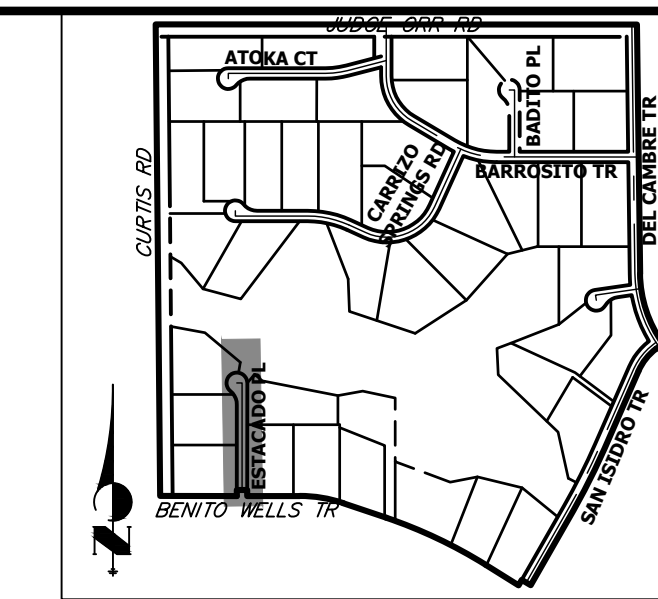 JUDGE ORR RD
ATOKA CT
BADITO PL
CURTIS RD
CARRIZO
SPRINGS RD
BARROSITO TR
DEL CAMBRE TR
ESTACADO PL
SAN ISIDRO TR
BENITO WELLS TR
N